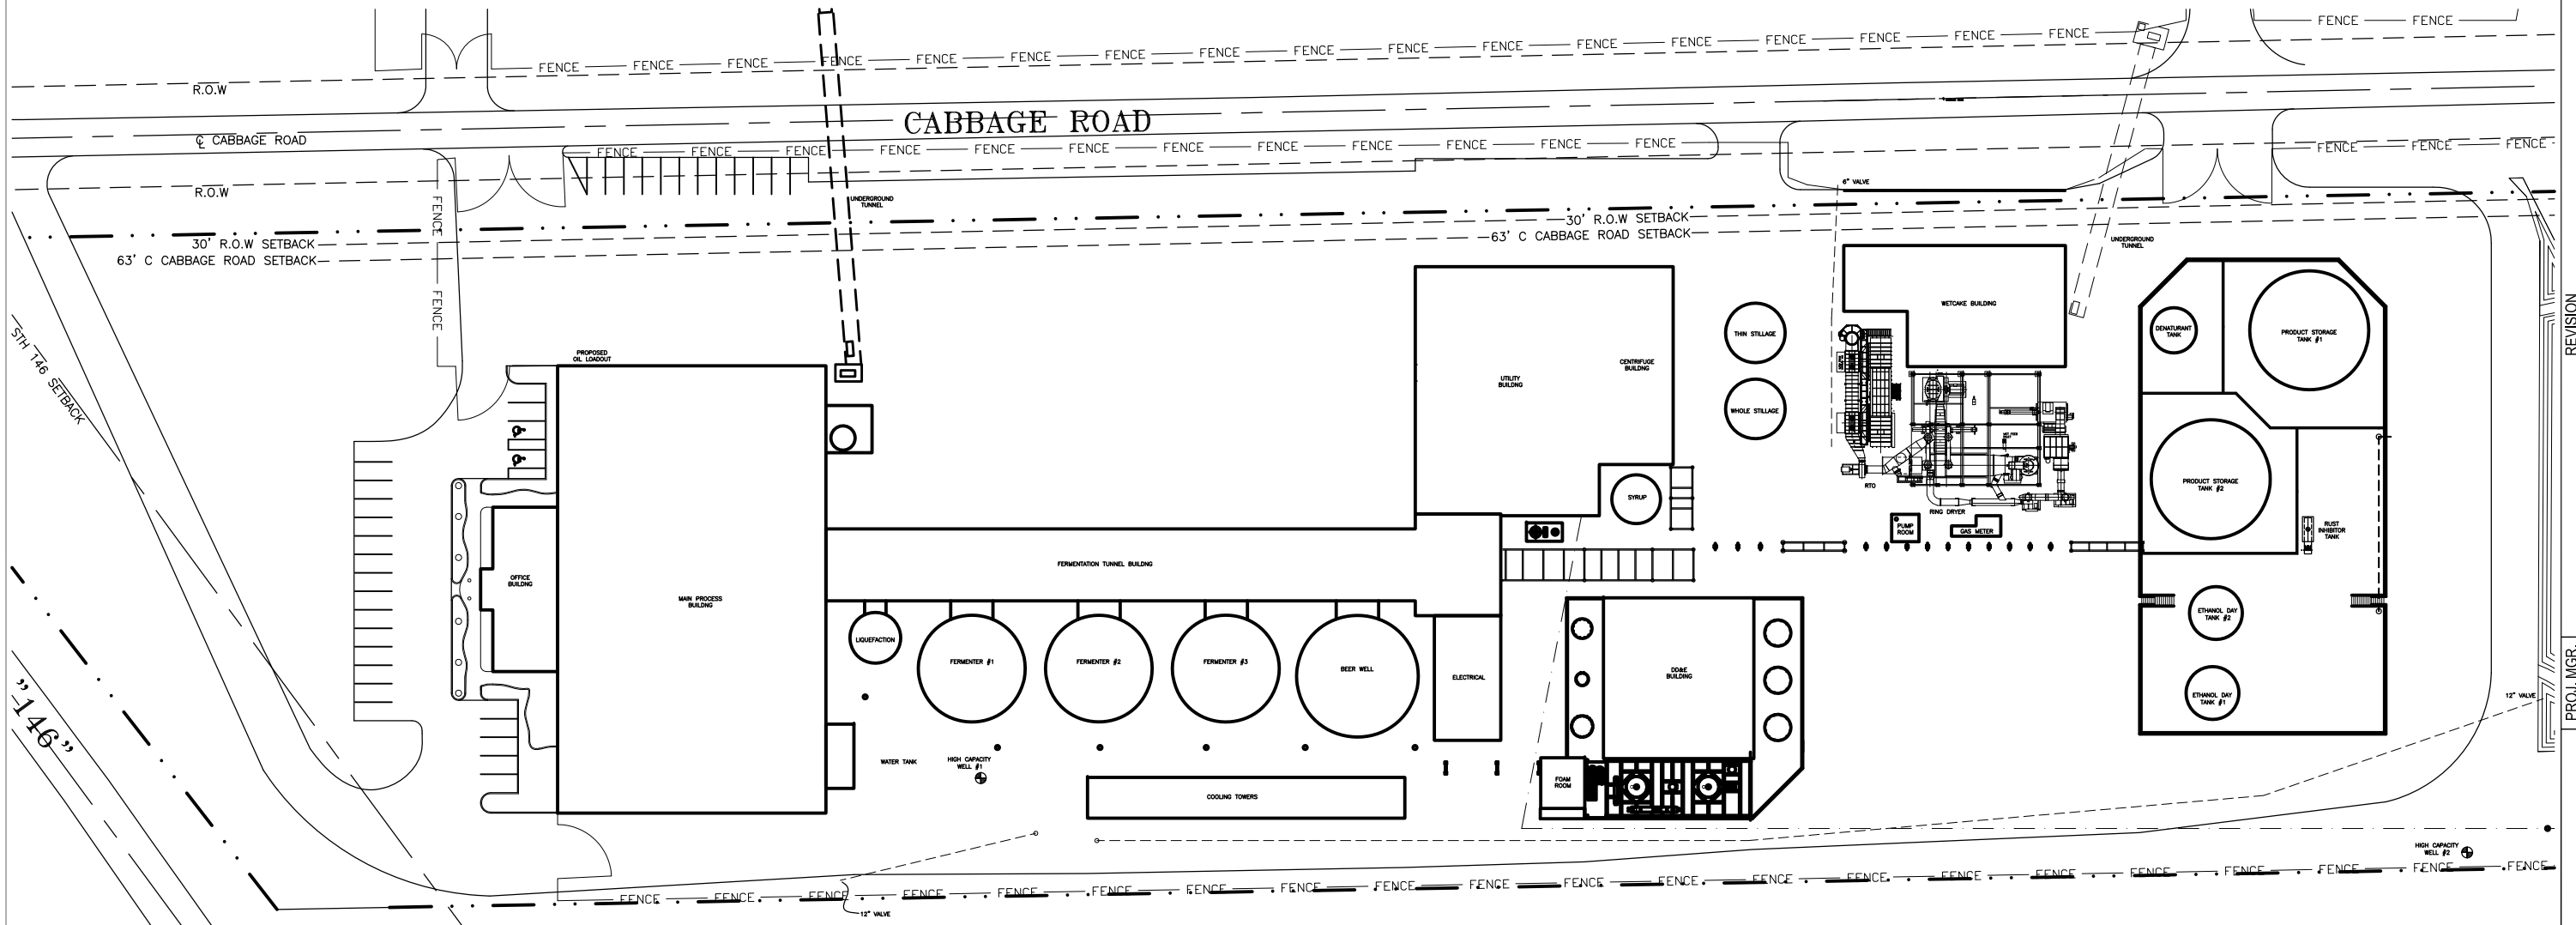 FENCE FENCE
FENCE FENCE FENCE FENCE FENCE FENCE FENCE FENCE FENCE FENCE FENCE FENCE FENCE FENCE FENCE FENCE FENCE
R.O.W
CABBAGE ROAD
℄ CABBAGE ROAD
FENCE FENCE FENCE FENCE FENCE FENCE FENCE FENCE FENCE FENCE FENCE FENCE
FENCE FENCE FENCE
R.O.W
6" VALVE
FENCE
UNDERGROUND
TUNNEL
30' R.O.W SETBACK
63' C CABBAGE ROAD SETBACK
30' R.O.W SETBACK
63' C CABBAGE ROAD SETBACK
UNDERGROUND
TUNNEL
FENCE
STH 146 SETBACK
"146"
PROPOSED
OIL LOADOUT
OFFICE
BUILDNG
MAIN PROCESS
BUILDNG
FERMENTATION TUNNEL BUILDNG
UTILITY
BUILDNG
CENTRIFUGE
BUILDNG
THIN STILLAGE
WHOLE STILLAGE
SYRUP
WETCAKE BUILDING
RTO
RING DRYER
PUMP
ROOM
GAS METER
DENATURANT
TANK
PRODUCT STORAGE
TANK #1
PRODUCT STORAGE
TANK #2
RUST
INHIBITOR
TANK
ETHANOL DAY
TANK #2
ETHANOL DAY
TANK #1
LIQUEFACTION
FERMENTER #1
FERMENTER #2
FERMENTER #3
BEER WELL
ELECTRICAL
DD&E
BUILDING
FOAM
ROOM
WATER TANK
HIGH CAPACITY
WELL #1
COOLING TOWERS
12" VALVE
HIGH CAPACITY
WELL #2
FENCE FENCE FENCE FENCE FENCE FENCE FENCE FENCE FENCE FENCE FENCE FENCE FENCE FENCE FENCE FENCE FENCE FENCE FENCE FENCE FENCE
12" VALVE
REVISION
PROJ. MGR.